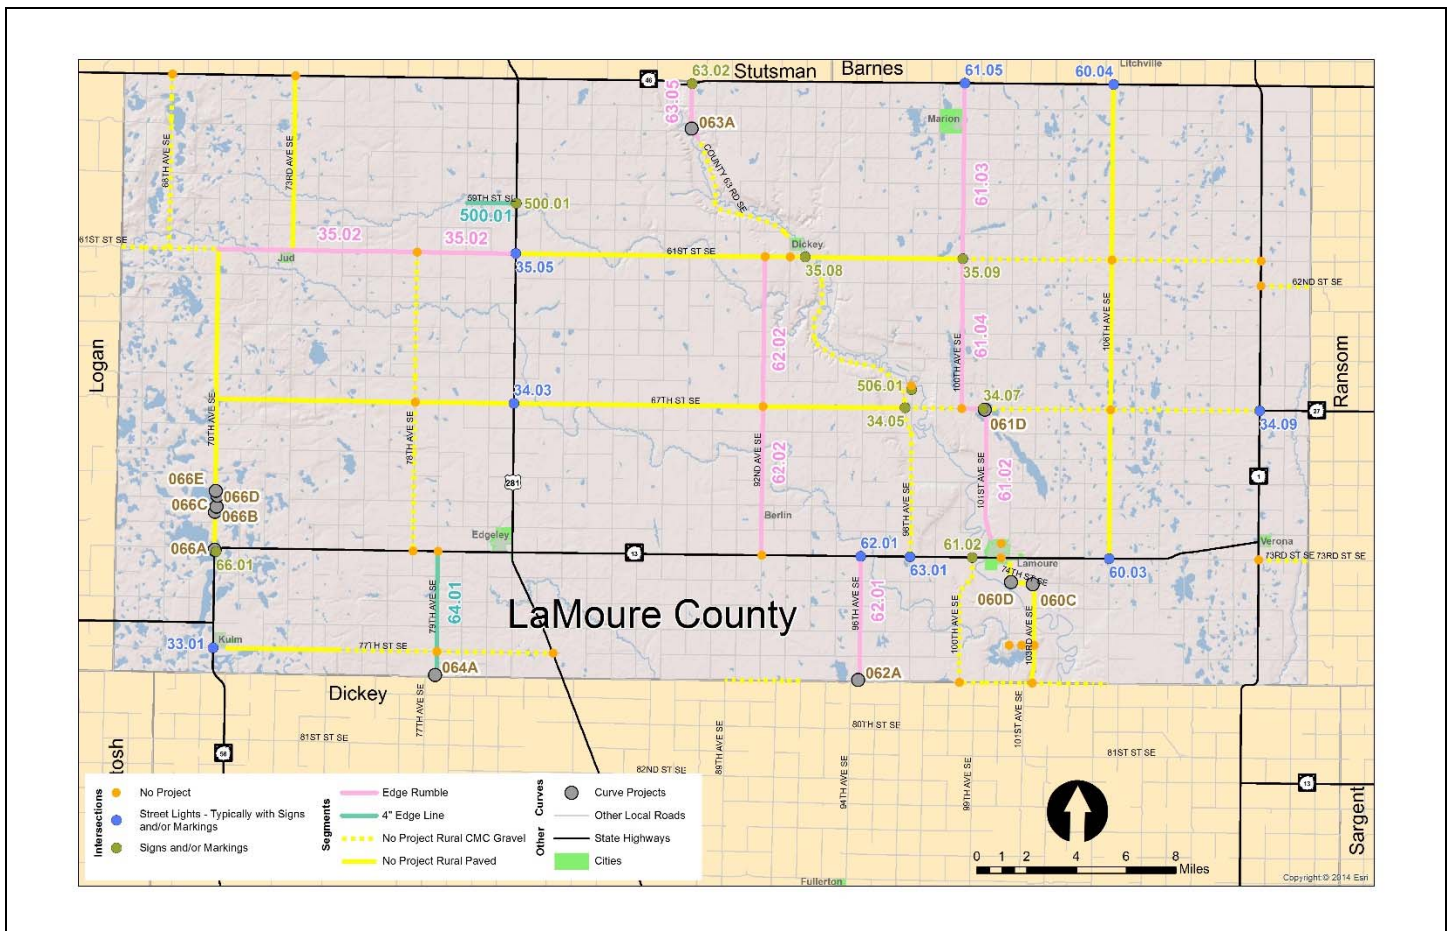 63.02
Stutsman
Barnes
61.05
60.04
Litchville
46
63.05
063A
Marion
68TH AVE SE
73RD AVE SE
COUNTY 63 RD SE
61.03
59TH ST SE
500.01
500.01
61ST ST SE
35.02
35.02
61ST ST SE
Dickey
Jud
35.05
35.08
35.09
62ND ST SE
62.02
61.04
106TH AVE SE
100TH AVE SE
Logan
Ransom
506.01
34.03
67TH ST SE
34.05
34.07
061D
27
34.09
70TH AVE SE
78TH AVE SE
92ND AVE SE
62.02
96TH AVE SE
101ST AVE SE
61.02
066E
066D
066C
066B
281
1
Berlin
Edgeley
066A
66.01
13
62.01
63.01
61.02
Lamoure
60.03
Verona
73RD ST SE
73RD ST SE
74TH ST SE
060D
060C
79TH AVE SE
64.01
LaMoure County
96TH AVE SE
62.01
100TH AVE SE
103RD AVE SE
33.01
Kulm
77TH ST SE
064A
062A
Dickey
77TH AVE SE
80TH ST SE
101ST AVE SE
81ST ST SE
89TH AVE SE
81ST ST SE
56
tosh
82ND ST SE
94TH AVE SE
99TH AVE SE
13
Sargent
Intersections
No Project
Street Lights - Typically with Signs
and/or Markings
Signs and/or Markings
Segments
Edge Rumble
4" Edge Line
No Project Rural CMC Gravel
No Project Rural Paved
Curves
Curve Projects
Other
Other Local Roads
State Highways
Cities
0 1 2 4 6 8
Miles
Fullerton
Copyright:© 2014 Esri